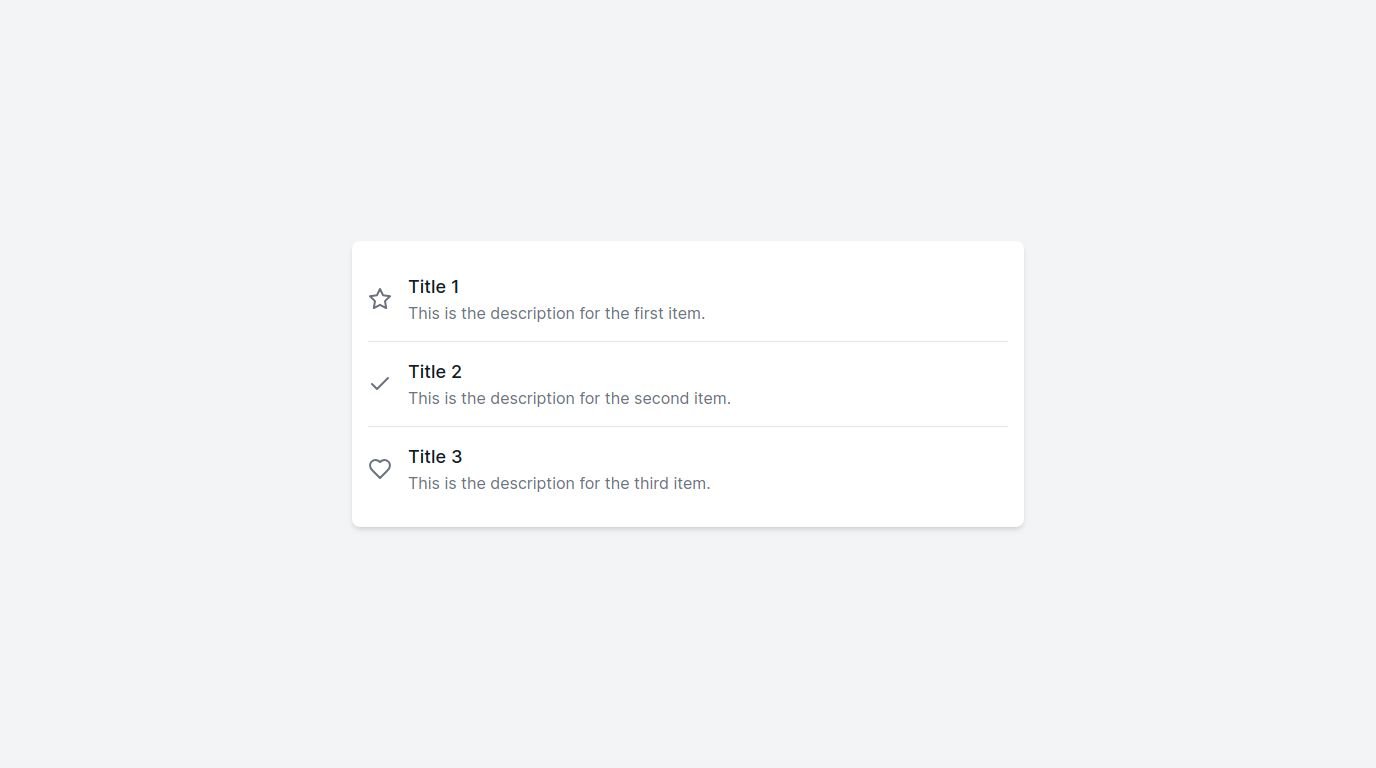 Title 1
This is the description for the first item.
Title 2
This is the description for the second item.
Title 3
This is the description for the third item.